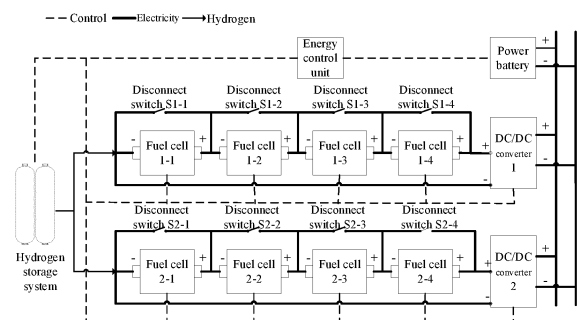 Control Electricity Hydrogen
Energy
control
unit
Power
battery
+
-
Disconnect
switch S1-1
Disconnect
switch S1-2
Disconnect
switch S1-3
Disconnect
switch S1-4
- Fuel cell
1-1 +
- Fuel cell
1-2 +
- Fuel cell
1-3 +
- Fuel cell
1-4 +
+
-
DC/DC
converter
1
+
-
Hydrogen
storage
system
Disconnect
switch S2-1
Disconnect
switch S2-2
Disconnect
switch S2-3
Disconnect
switch S2-4
- Fuel cell
2-1 +
- Fuel cell
2-2 +
- Fuel cell
2-3 +
- Fuel cell
2-4 +
+
-
DC/DC
converter
2
+
-